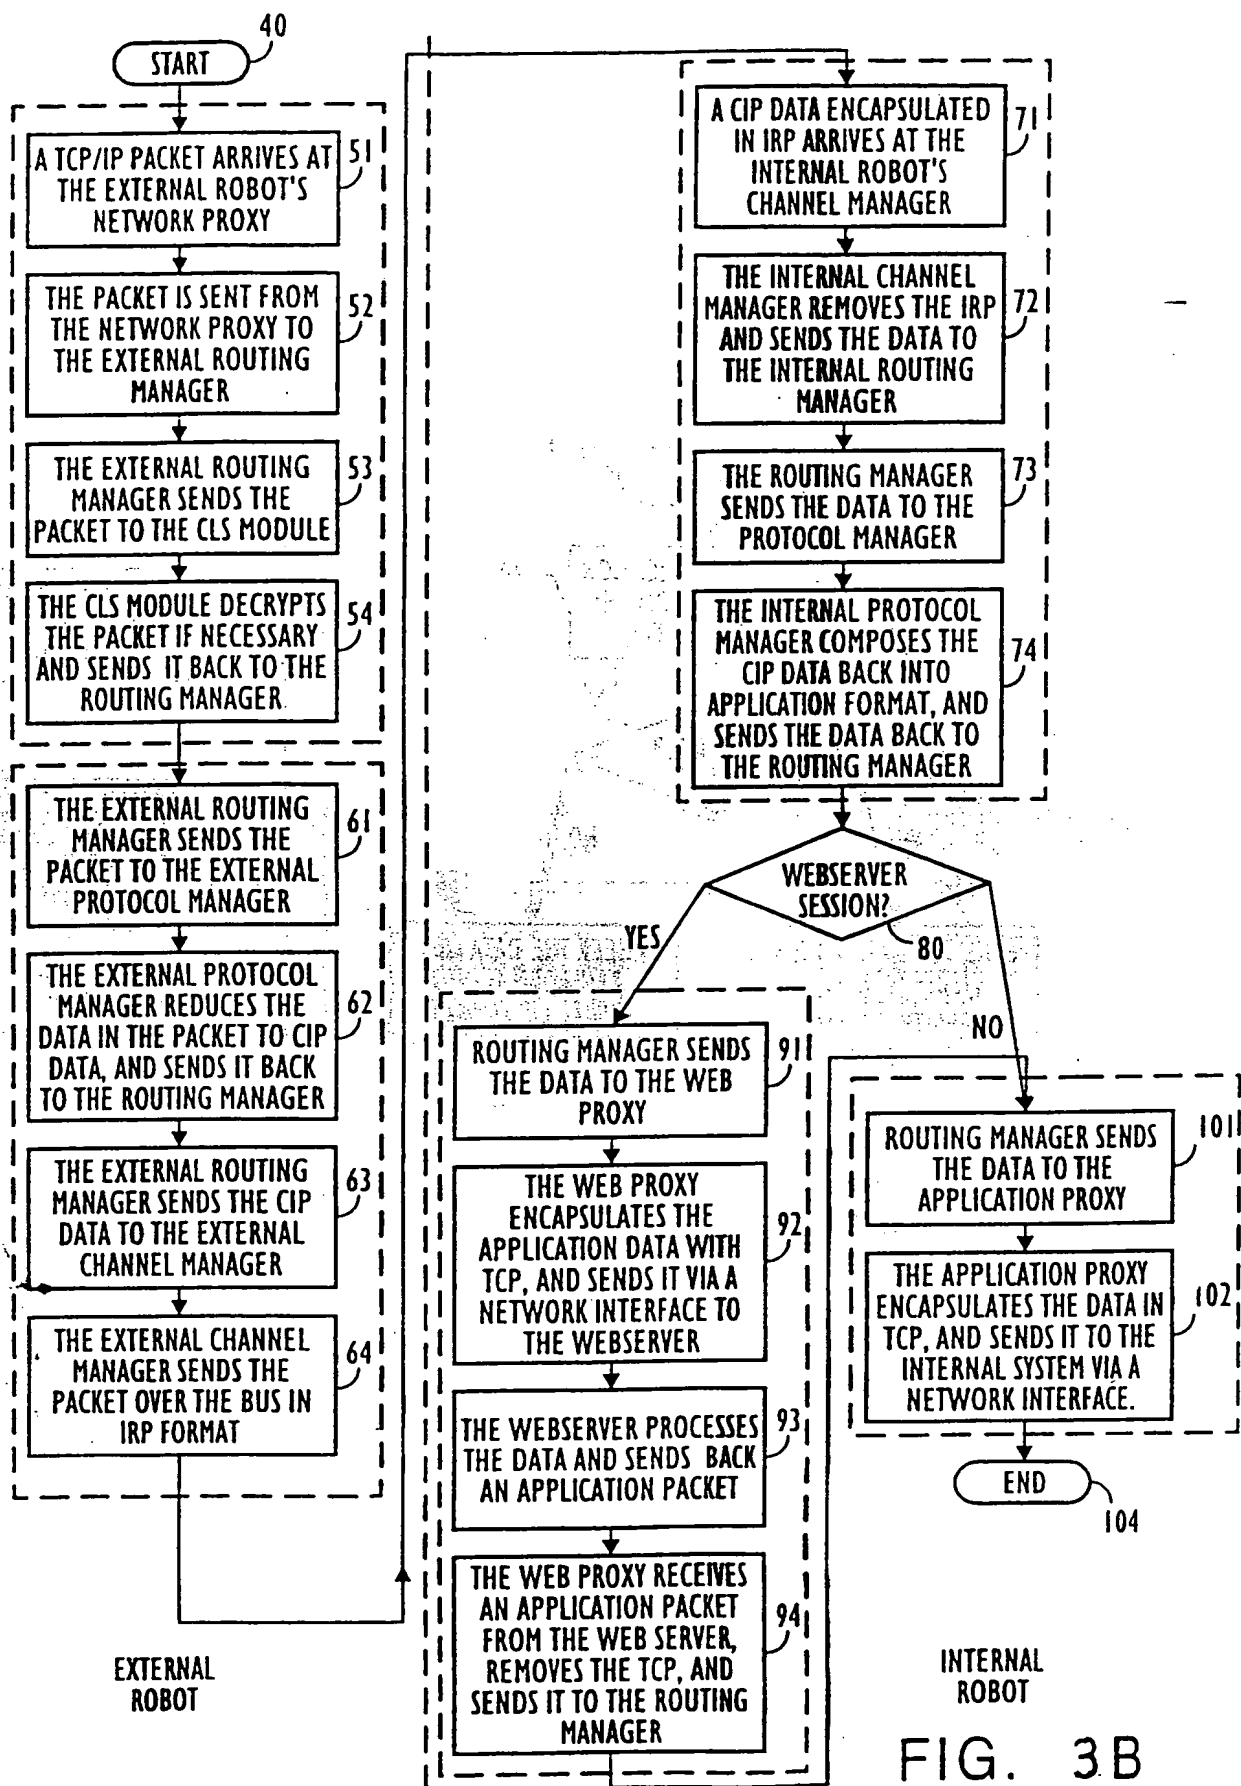 START
40
A TCP/IP PACKET ARRIVES AT
THE EXTERNAL ROBOT'S
NETWORK PROXY
51
THE PACKET IS SENT FROM
THE NETWORK PROXY TO
THE EXTERNAL ROUTING
MANAGER
52
THE EXTERNAL ROUTING
MANAGER SENDS THE
PACKET TO THE CLS MODULE
53
THE CLS MODULE DECRYPTS
THE PACKET IF NECESSARY
AND SENDS IT BACK TO THE
ROUTING MANAGER
54
THE EXTERNAL ROUTING
MANAGER SENDS THE
PACKET TO THE EXTERNAL
PROTOCOL MANAGER
61
THE EXTERNAL PROTOCOL
MANAGER REDUCES THE
DATA IN THE PACKET TO CIP
DATA, AND SENDS IT BACK
TO THE ROUTING MANAGER
62
THE EXTERNAL ROUTING
MANAGER SENDS THE CIP
DATA TO THE EXTERNAL
CHANNEL MANAGER
63
THE EXTERNAL CHANNEL
MANAGER SENDS THE
PACKET OVER THE BUS IN
IRP FORMAT
64
EXTERNAL
ROBOT
A CIP DATA ENCAPSULATED
IN IRP ARRIVES AT THE
INTERNAL ROBOT'S
CHANNEL MANAGER
71
THE INTERNAL CHANNEL
MANAGER REMOVES THE IRP
AND SENDS THE DATA TO
THE INTERNAL ROUTING
MANAGER
72
THE ROUTING MANAGER
SENDS THE DATA TO THE
PROTOCOL MANAGER
73
THE INTERNAL PROTOCOL
MANAGER COMPOSES THE
CIP DATA BACK INTO
APPLICATION FORMAT, AND
SENDS THE DATA BACK TO
THE ROUTING MANAGER
74
WEBSERVER
SESSION?
80
YES
NO
ROUTING MANAGER SENDS
THE DATA TO THE WEB
PROXY
91
THE WEB PROXY
ENCAPSULATES THE
APPLICATION DATA WITH
TCP, AND SENDS IT VIA A
NETWORK INTERFACE TO
THE WEBSERVER
92
THE WEBSERVER PROCESSES
THE DATA AND SENDS BACK
AN APPLICATION PACKET
93
THE WEB PROXY RECEIVES
AN APPLICATION PACKET
FROM THE WEB SERVER,
REMOVES THE TCP, AND
SENDS IT TO THE ROUTING
MANAGER
94
ROUTING MANAGER SENDS
THE DATA TO THE
APPLICATION PROXY
101
THE APPLICATION PROXY
ENCAPSULATES THE DATA IN
TCP, AND SENDS IT TO THE
INTERNAL SYSTEM VIA A
NETWORK INTERFACE.
102
END
104
INTERNAL
ROBOT
FIG. 3B